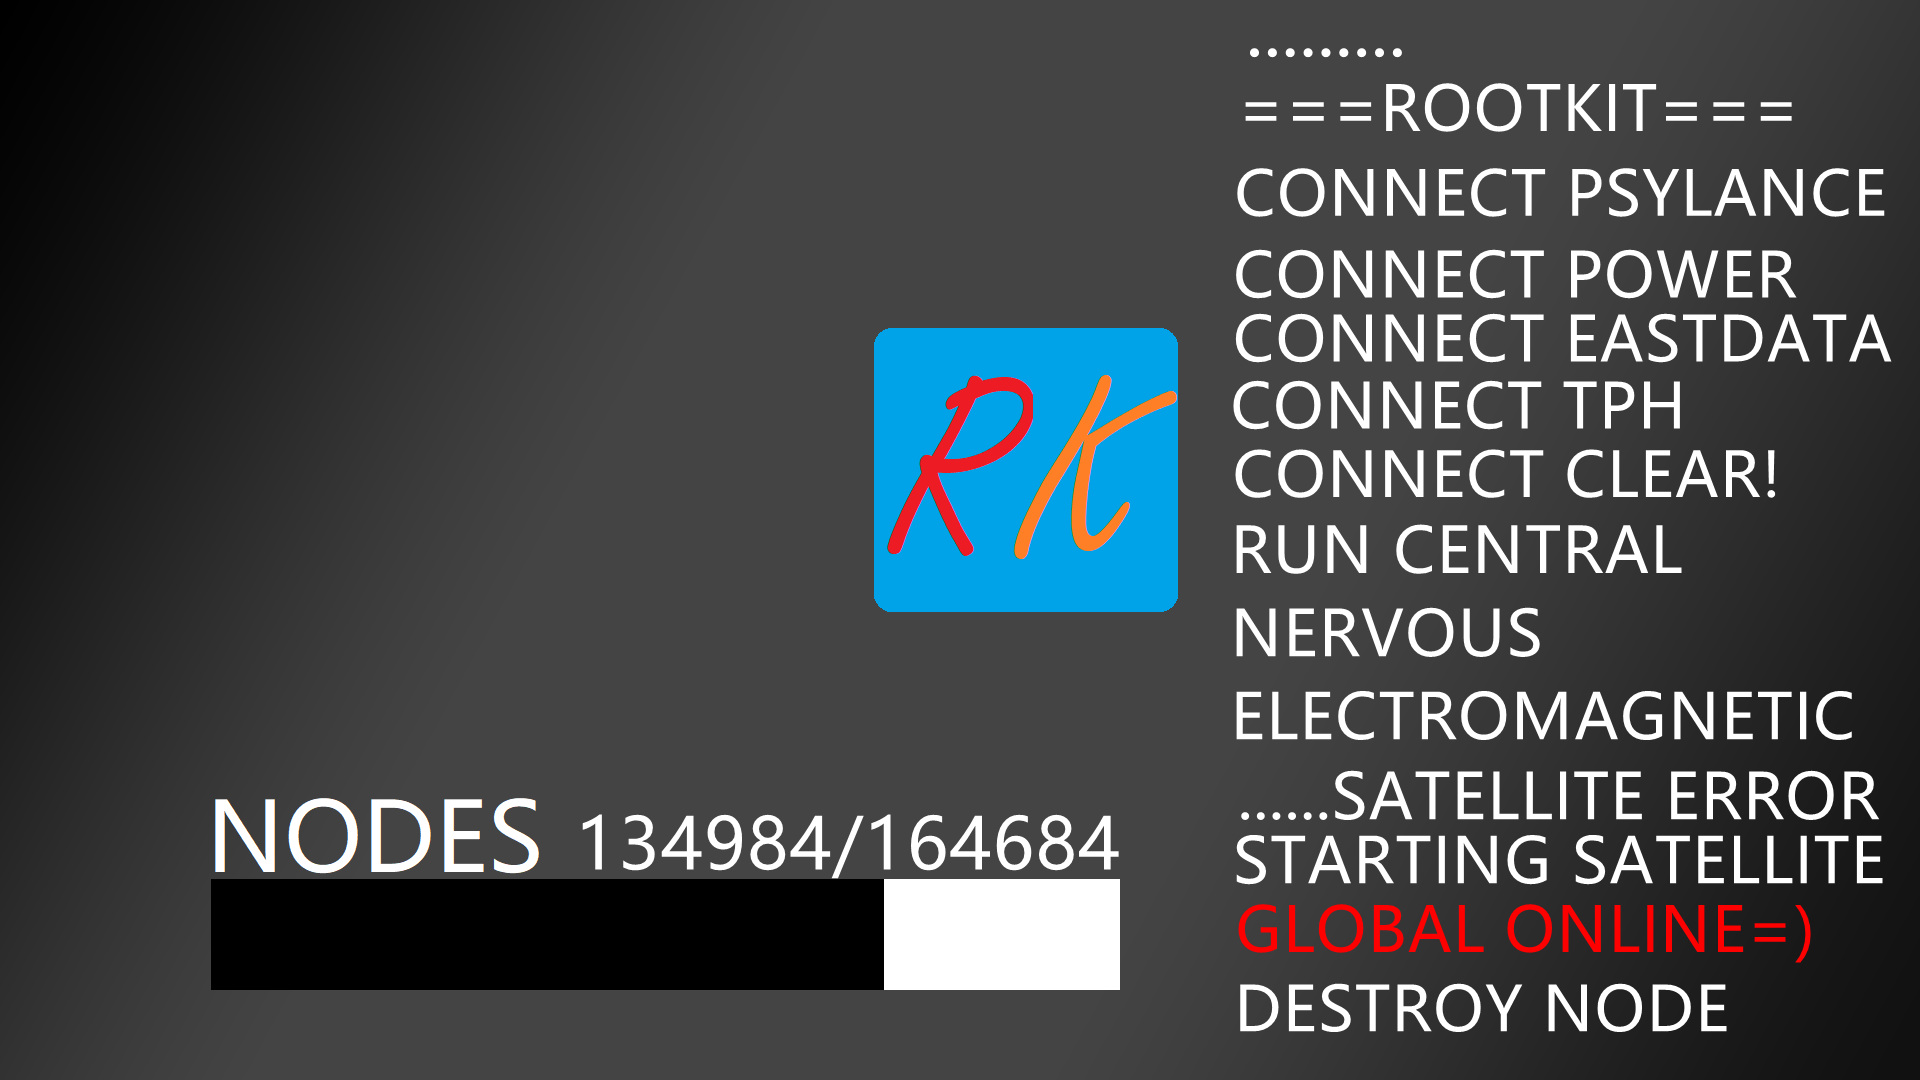 .........
===ROOTKIT===
CONNECT PSYLANCE
CONNECT POWER
CONNECT EASTDATA
CONNECT TPH
CONNECT CLEAR!
RUN CENTRAL
NERVOUS
ELECTROMAGNETIC
......SATELLITE ERROR
STARTING SATELLITE
GLOBAL ONLINE=)
DESTROY NODE
RK
NODES 134984/164684